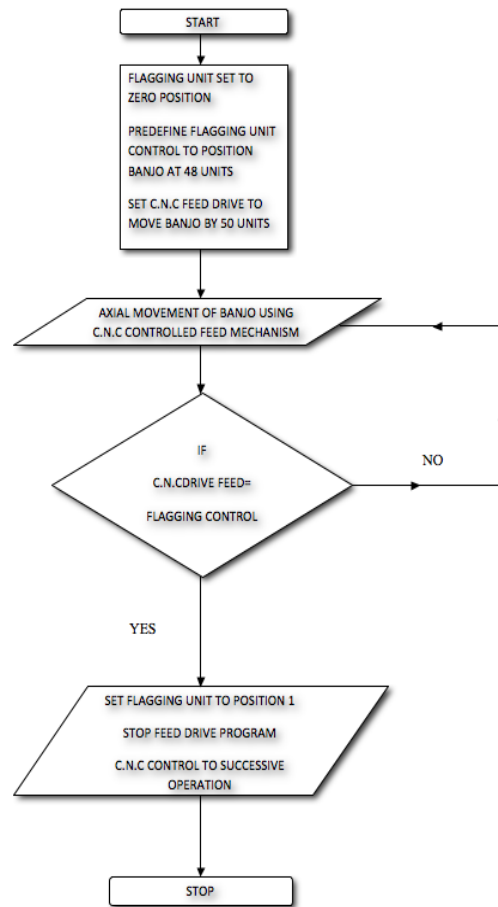 START
FLAGGING UNIT SET TO
ZERO POSITION
PREDEFINE FLAGGING UNIT
CONTROL TO POSITION
BANJO AT 48 UNITS
SET C.N.C FEED DRIVE TO
MOVE BANJO BY 50 UNITS
AXIAL MOVEMENT OF BANJO USING
C.N.C CONTROLLED FEED MECHANISM
IF
C.N.CDRIVE FEED=
FLAGGING CONTROL
NO
YES
SET FLAGGING UNIT TO POSITION 1
STOP FEED DRIVE PROGRAM
C.N.C CONTROL TO SUCCESSIVE
OPERATION
STOP